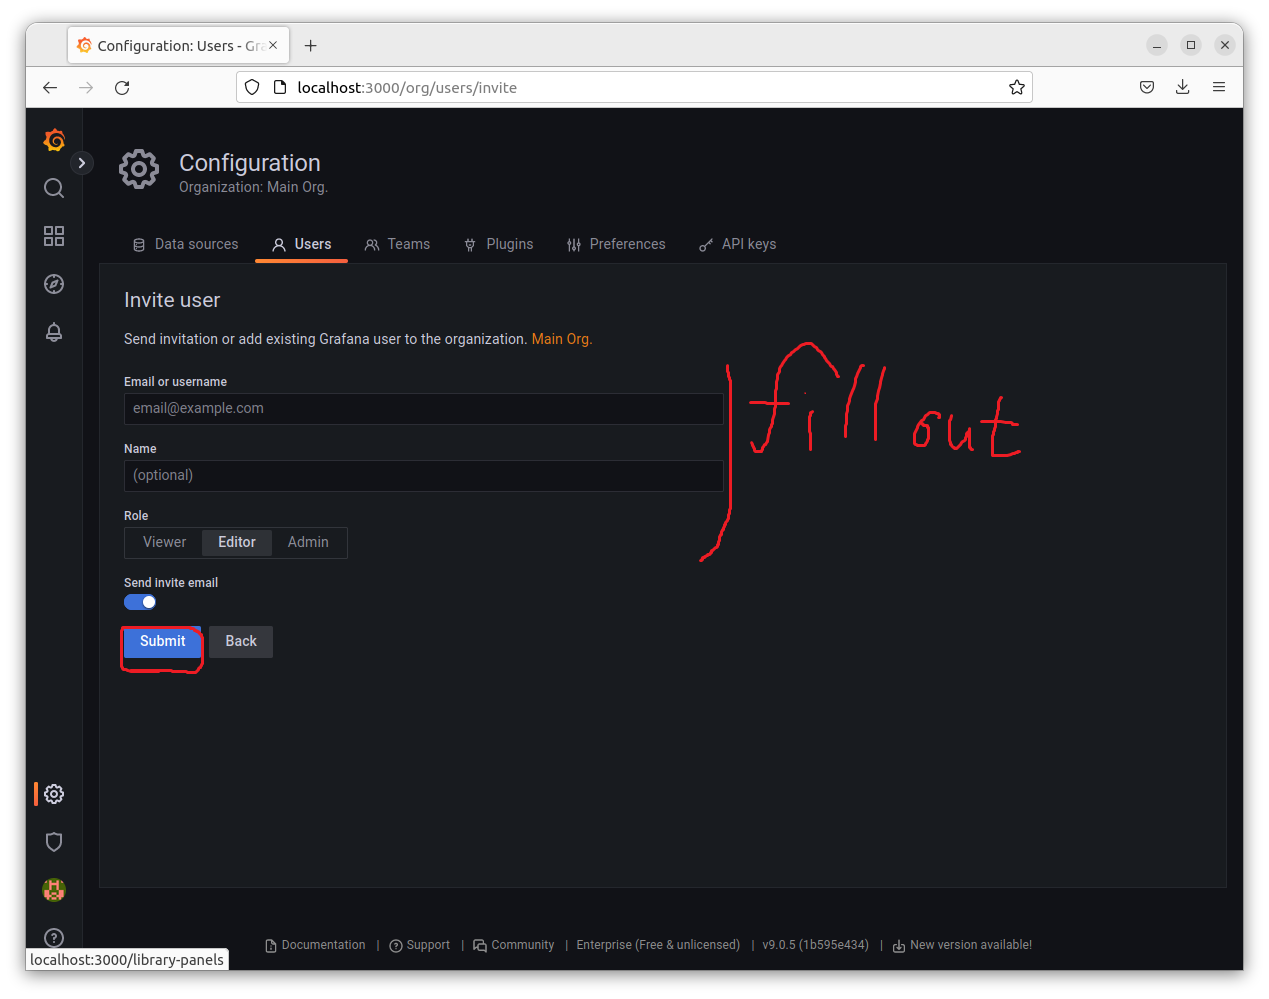 Configuration: Users - Gra
localhost:3000/org/users/invite
Configuration
Organization: Main Org.
Data sources Users Teams Plugins Preferences API keys
Invite user
Send invitation or add existing Grafana user to the organization. Main Org.
Email or username
email@example.com
fill out
Name
(optional)
Role
Viewer Editor Admin
Send invite email
Submit Back
Documentation | Support | Community | Enterprise (Free & unlicensed) | v9.0.5 (1b595e434) | New version available!
localhost:3000/library-panels